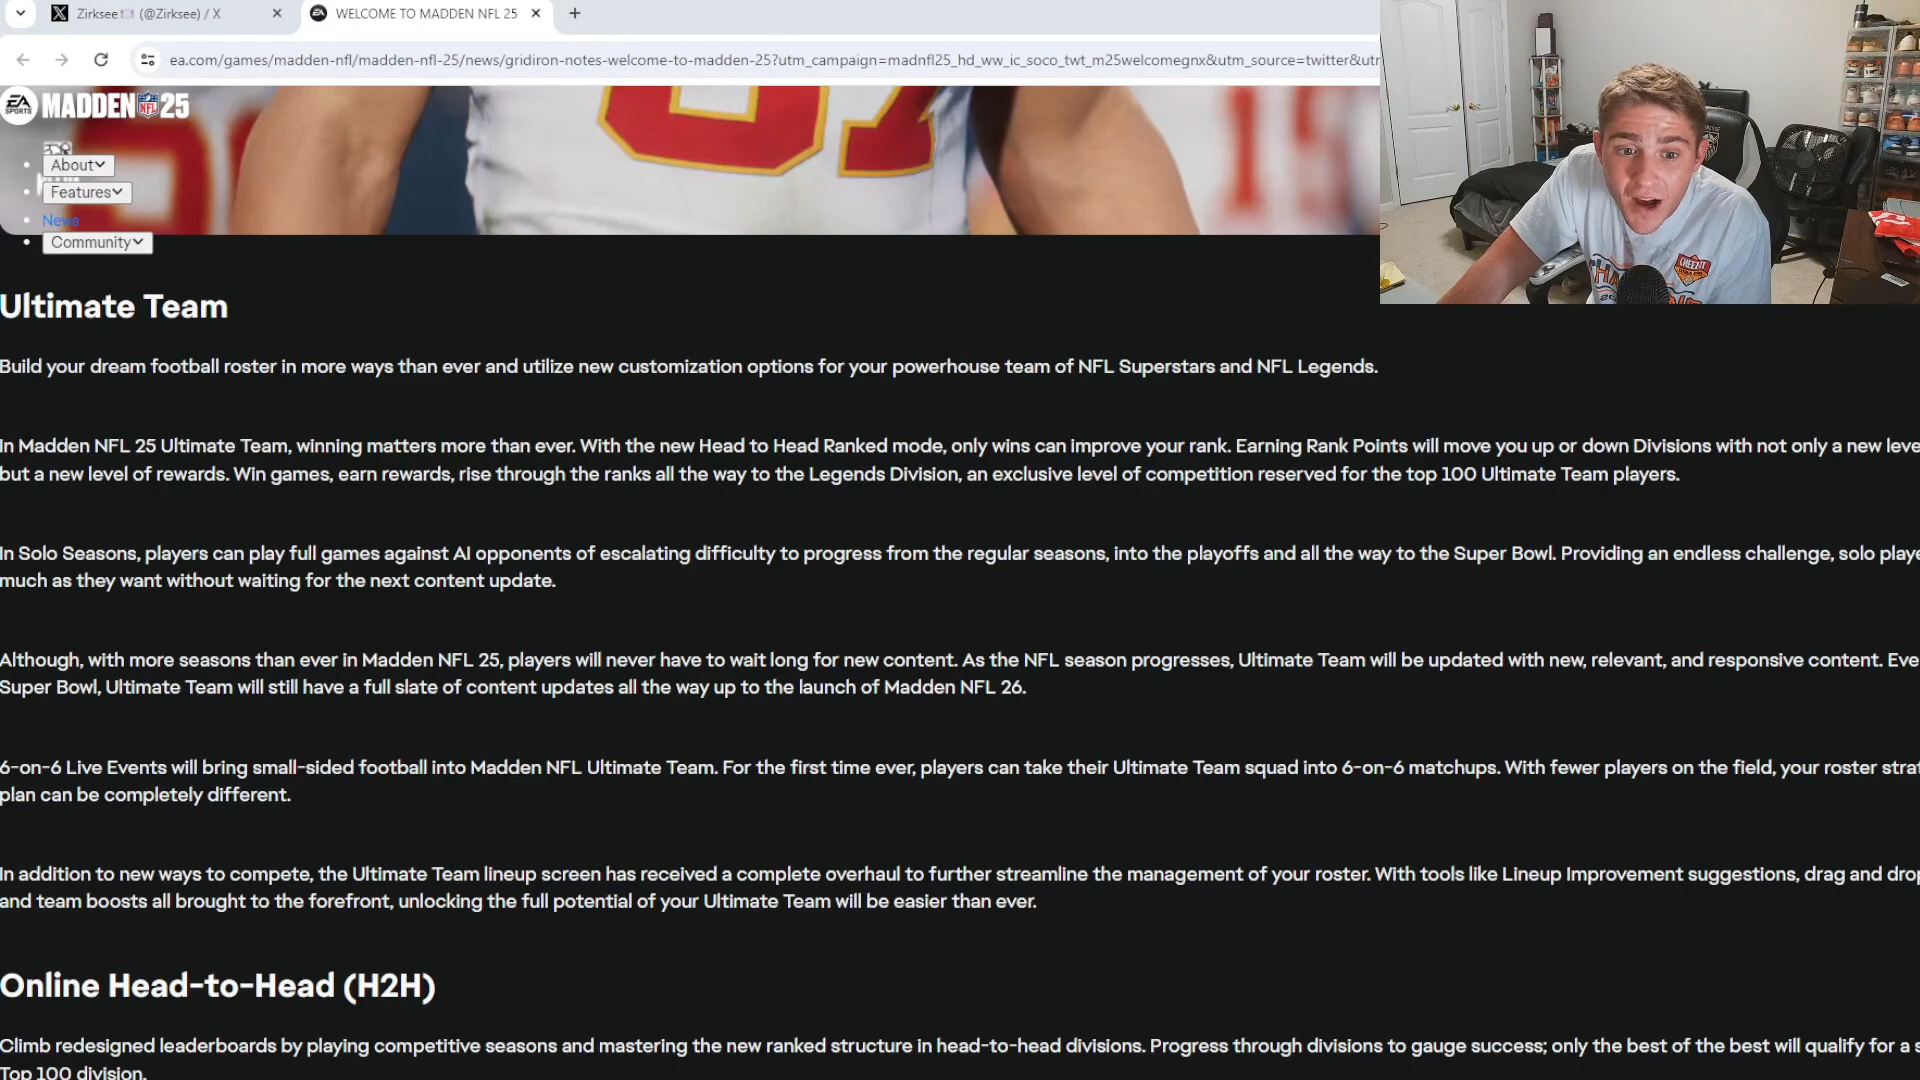 Zirksee (@Zirksee) / X
WELCOME TO MADDEN NFL 25
ea.com/games/madden-nfl/madden-nfl-25/news/gridiron-notes-welcome-to-madden-25?utm_campaign=madnfl25_hd_ww_ic_soco_twt_m25welcomegnx&utm_source=twitter&utm
EA SPORTS MADDEN NFL 25
About
Features
News
Community
Ultimate Team
Build your dream football roster in more ways than ever and utilize new customization options for your powerhouse team of NFL Superstars and NFL Legends.
In Madden NFL 25 Ultimate Team, winning matters more than ever. With the new Head to Head Ranked mode, only wins can improve your rank. Earning Rank Points will move you up or down Divisions with not only a new leve
but a new level of rewards. Win games, earn rewards, rise through the ranks all the way to the Legends Division, an exclusive level of competition reserved for the top 100 Ultimate Team players.
In Solo Seasons, players can play full games against AI opponents of escalating difficulty to progress from the regular seasons, into the playoffs and all the way to the Super Bowl. Providing an endless challenge, solo playe
much as they want without waiting for the next content update.
Although, with more seasons than ever in Madden NFL 25, players will never have to wait long for new content. As the NFL season progresses, Ultimate Team will be updated with new, relevant, and responsive content. Eve
Super Bowl, Ultimate Team will still have a full slate of content updates all the way up to the launch of Madden NFL 26.
6-on-6 Live Events will bring small-sided football into Madden NFL Ultimate Team. For the first time ever, players can take their Ultimate Team squad into 6-on-6 matchups. With fewer players on the field, your roster strat
plan can be completely different.
In addition to new ways to compete, the Ultimate Team lineup screen has received a complete overhaul to further streamline the management of your roster. With tools like Lineup Improvement suggestions, drag and drop
and team boosts all brought to the forefront, unlocking the full potential of your Ultimate Team will be easier than ever.
Online Head-to-Head (H2H)
Climb redesigned leaderboards by playing competitive seasons and mastering the new ranked structure in head-to-head divisions. Progress through divisions to gauge success; only the best of the best will qualify for a s
Top 100 division.